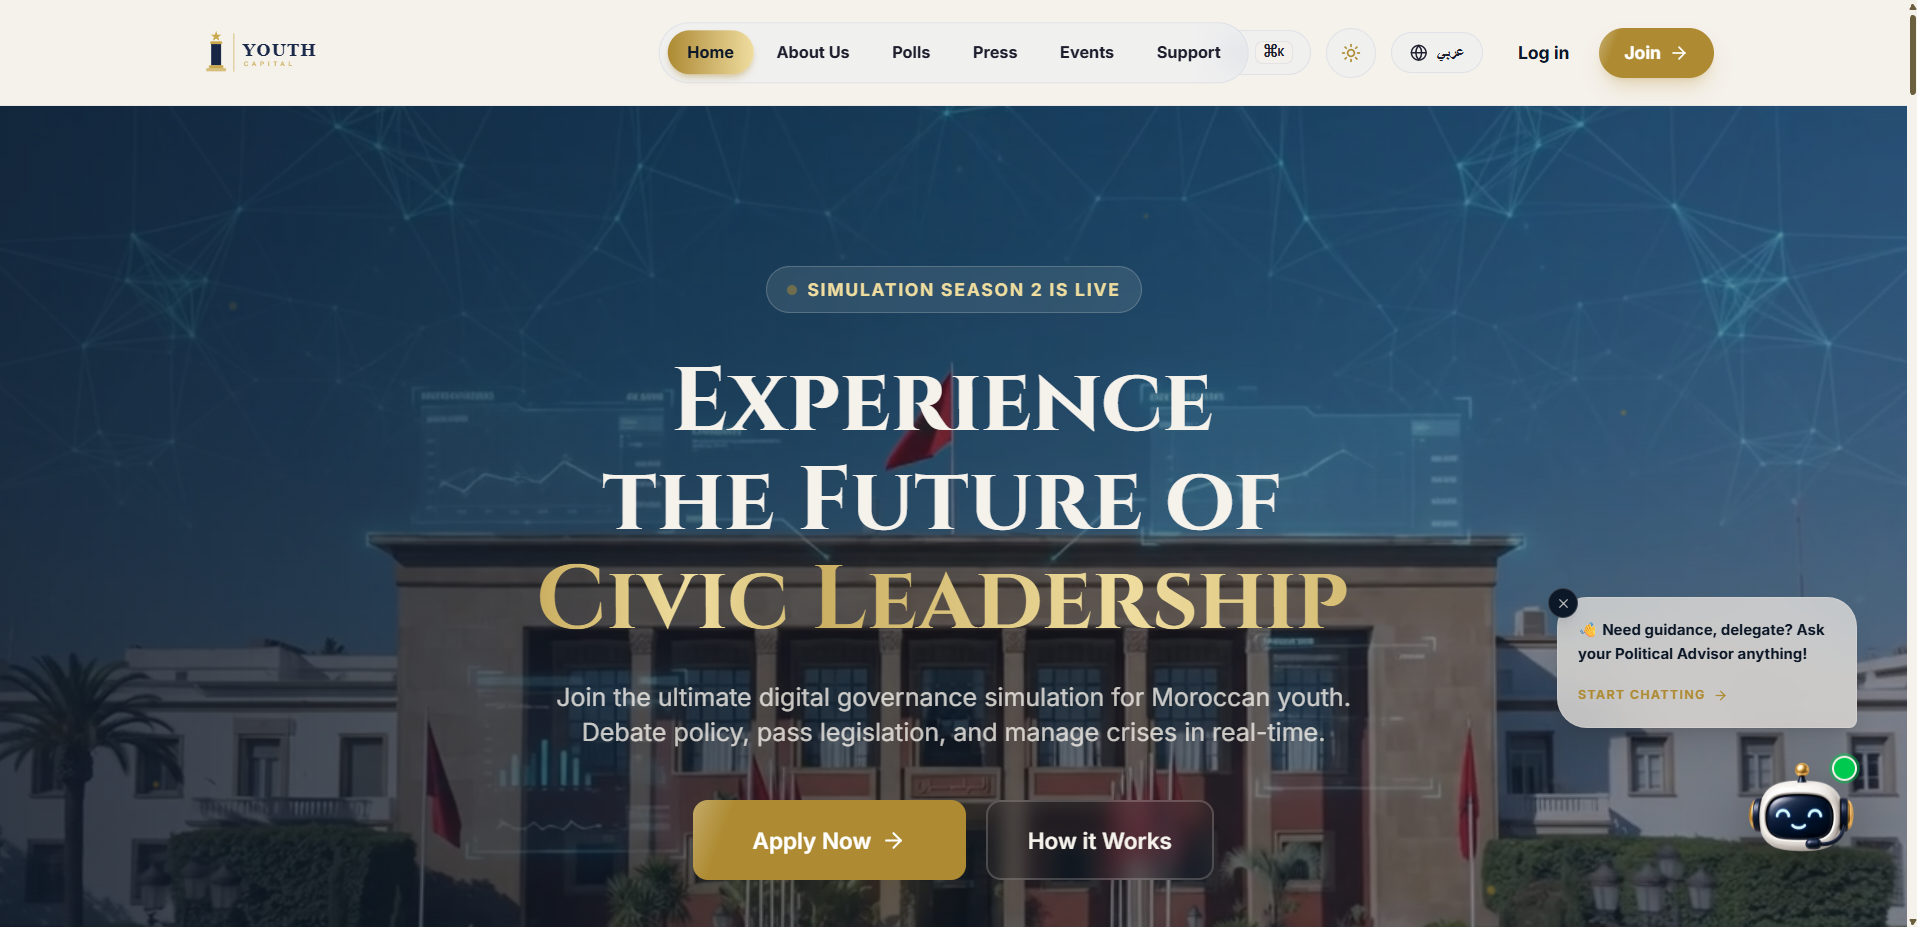 YOUTH
CAPITAL
Home
About Us
Polls
Press
Events
Support
⌘K
عربي
Log in
Join →
SIMULATION SEASON 2 IS LIVE
EXPERIENCE
THE FUTURE OF
CIVIC LEADERSHIP
Join the ultimate digital governance simulation for Moroccan youth.
Debate policy, pass legislation, and manage crises in real-time.
Apply Now →
How it Works
👋 Need guidance, delegate? Ask
your Political Advisor anything!
START CHATTING →